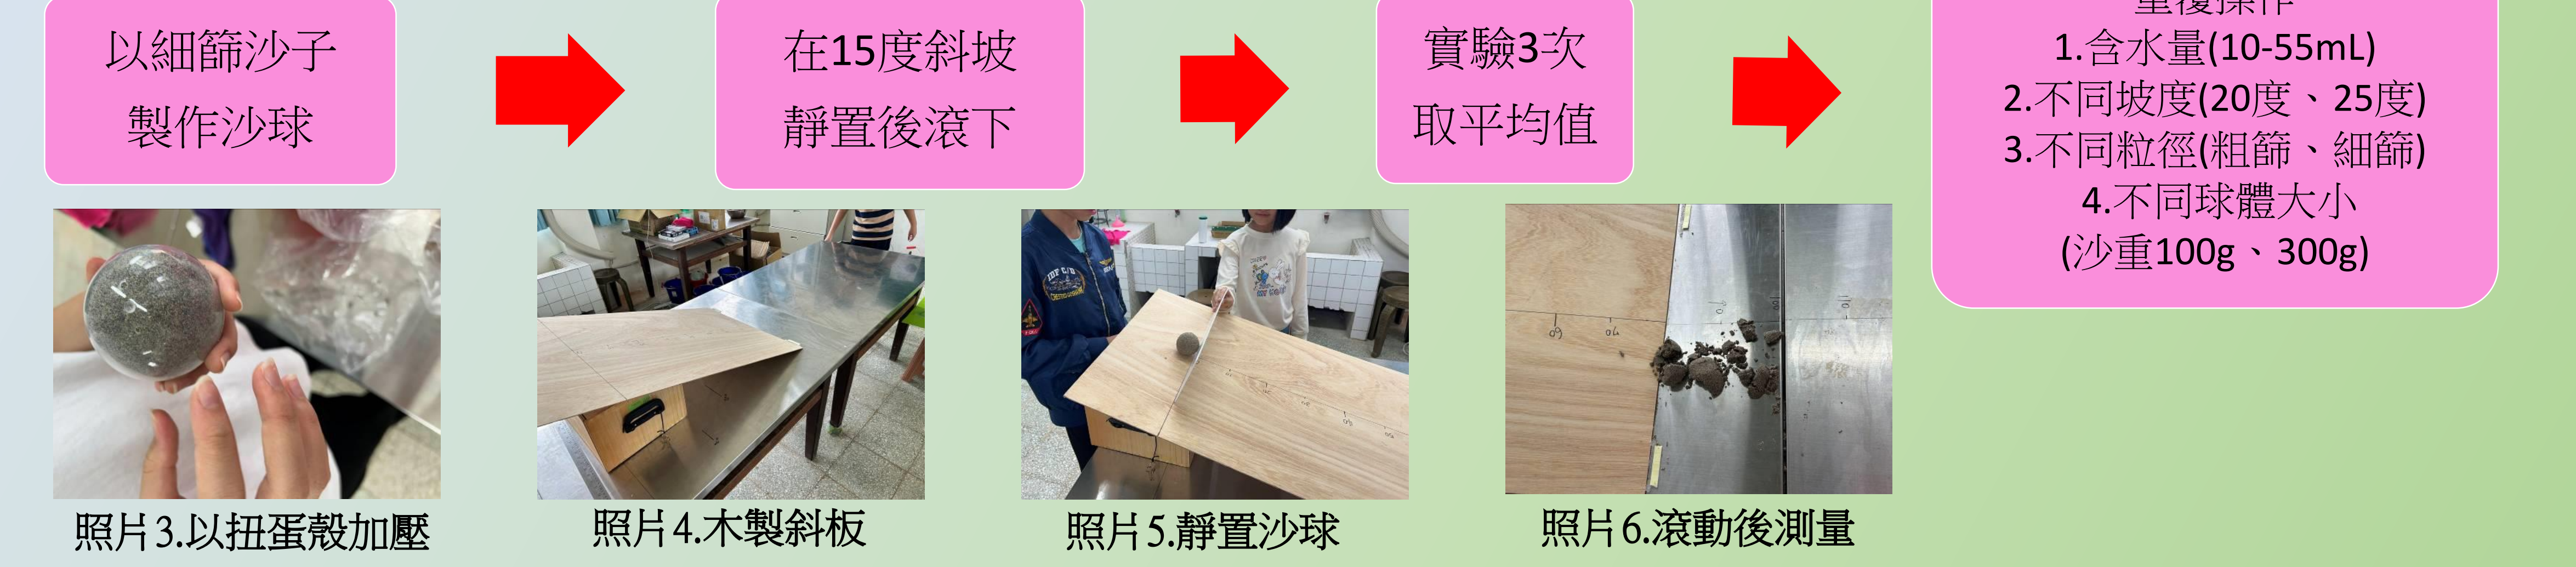 以細篩沙子
製作沙球
在15度斜坡
靜置後滾下
實驗3次
取平均值
重覆操作
1.含水量(10-55mL)
2.不同坡度(20度、25度)
3.不同粒徑(粗篩、細篩)
4.不同球體大小
(沙重100g、300g)
照片3.以扭蛋殼加壓
照片4.木製斜板
照片5.靜置沙球
照片6.滾動後測量